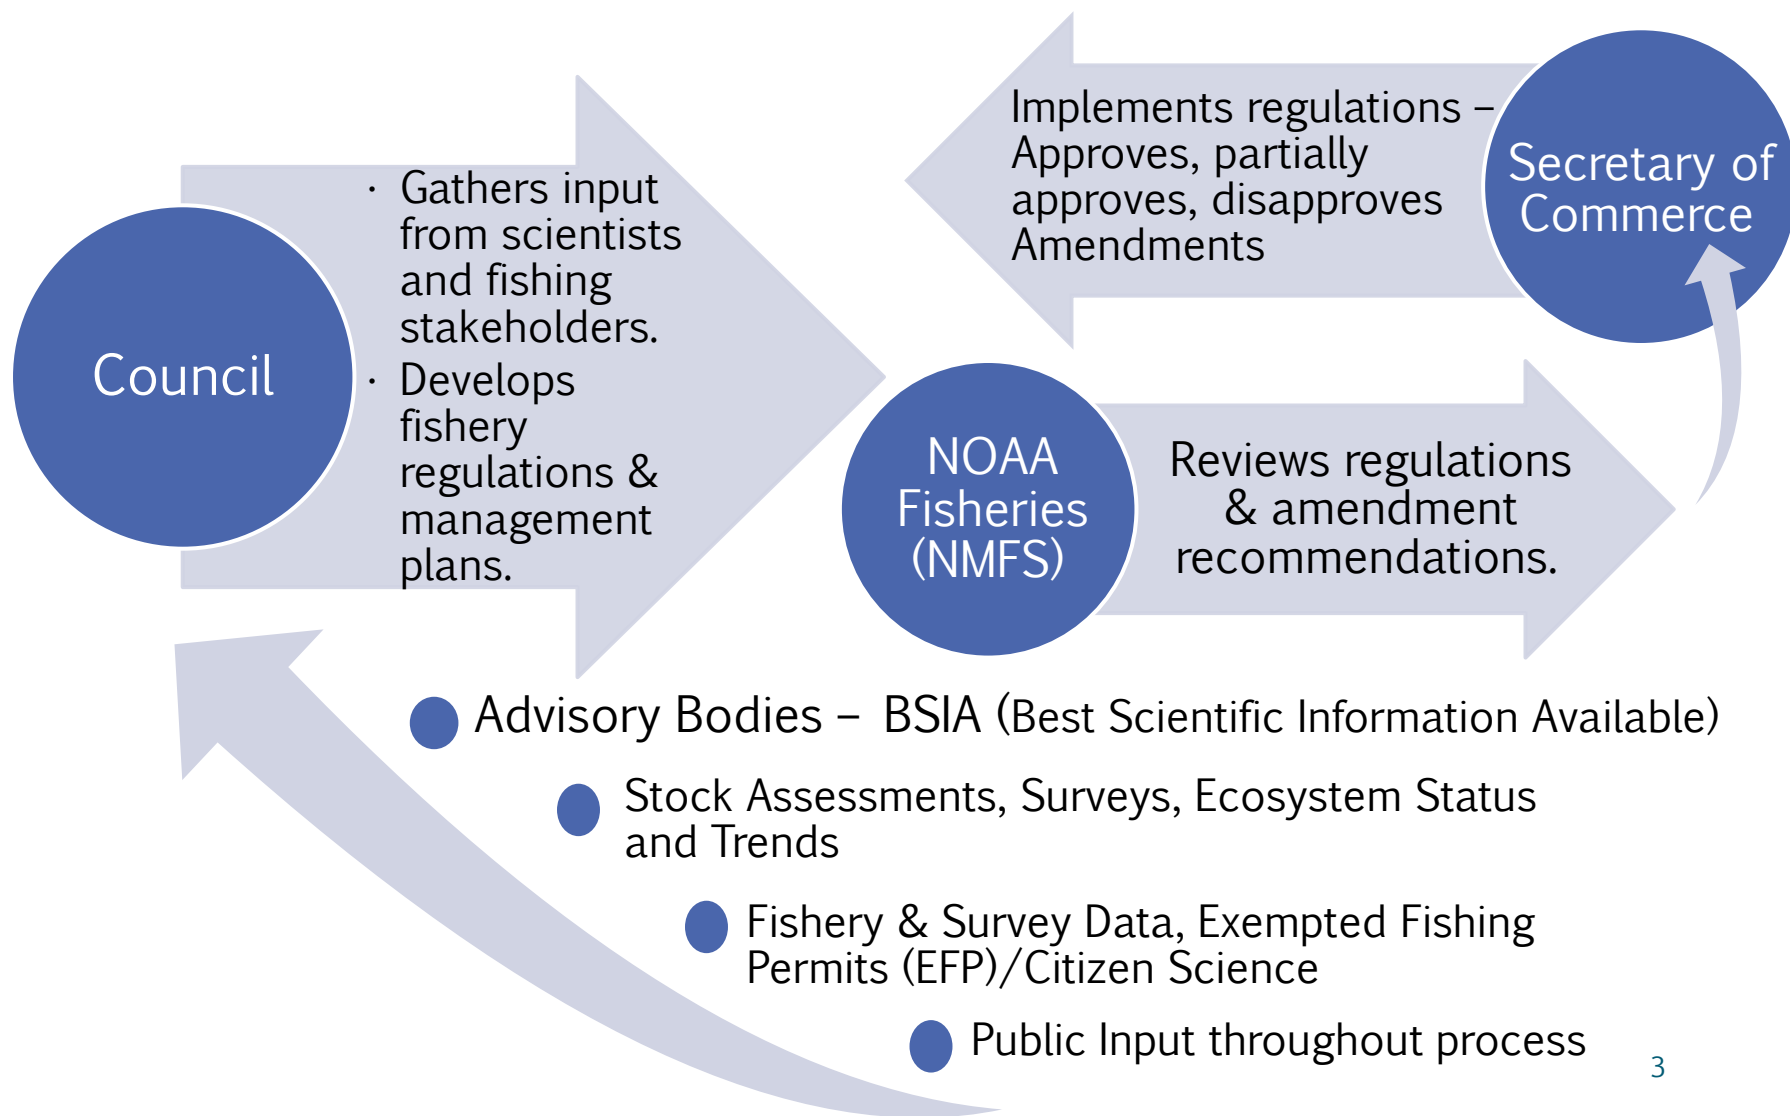 Council
· Gathers input
from scientists
and fishing
stakeholders.
· Develops
fishery
regulations &
management
plans.
NOAA
Fisheries
(NMFS)
Reviews regulations
& amendment
recommendations.
Secretary of
Commerce
Implements regulations –
Approves, partially
approves, disapproves
Amendments
Advisory Bodies – BSIA (Best Scientific Information Available)
Stock Assessments, Surveys, Ecosystem Status
and Trends
Fishery & Survey Data, Exempted Fishing
Permits (EFP)/Citizen Science
Public Input throughout process
3